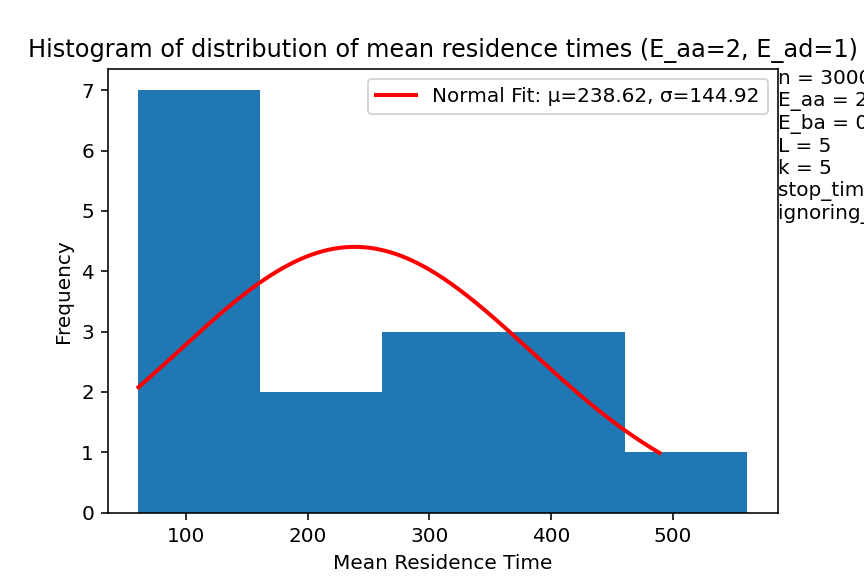 Histogram of distribution of mean residence times (E_aa=2, E_ad=1)
Normal Fit: μ=238.62, σ=144.92
n = 3000
E_aa = 2
E_ba = 0
L = 5
k = 5
stop_tim
ignoring_
Frequency
7
6
5
4
3
2
1
0
100 200 300 400 500
Mean Residence Time